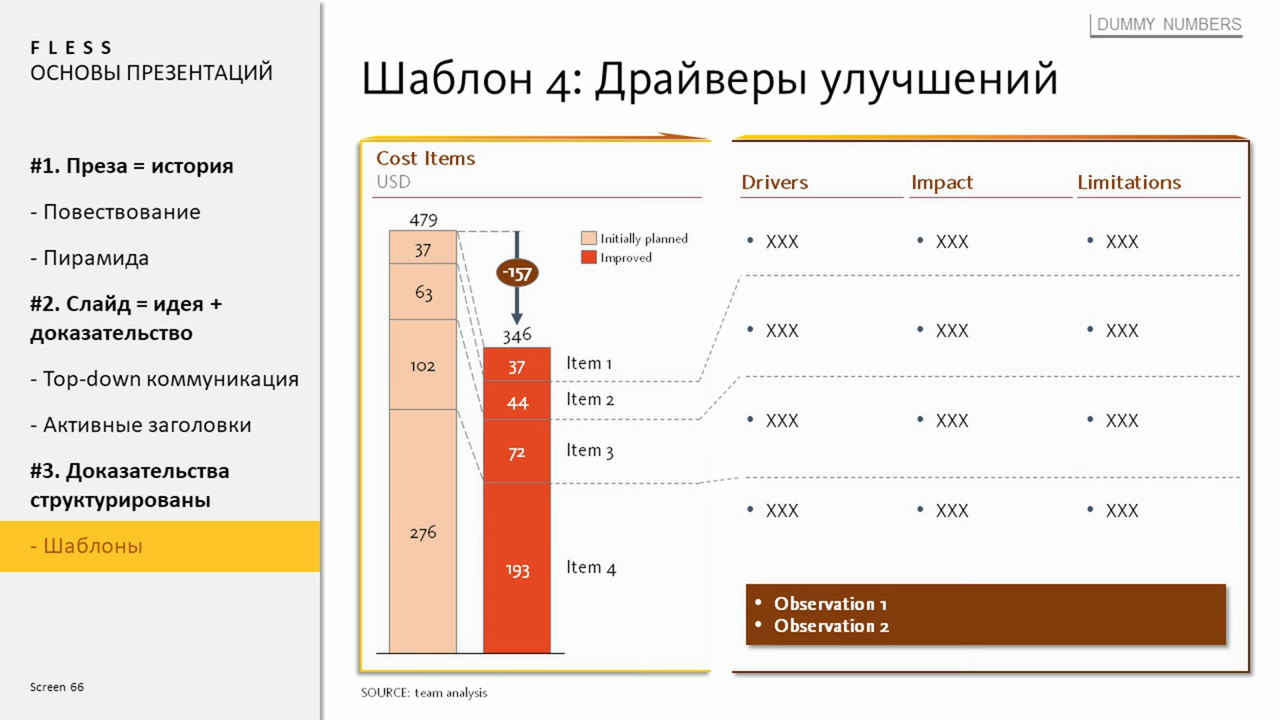 F L E S S
ОСНОВЫ ПРЕЗЕНТАЦИЙ
#1. Преза = история
- Повествование
- Пирамида
#2. Слайд = идея +
доказательство
- Top-down коммуникация
- Активные заголовки
#3. Доказательства
структурированы
- Шаблоны
Screen 66
DUMMY NUMBERS
Шаблон 4: Драйверы улучшений
Cost Items
USD
479
37
63
102
276
-157
Initially planned
Improved
346
37
44
72
193
Item 1
Item 2
Item 3
Item 4
Drivers Impact Limitations
• XXX • XXX • XXX
• XXX • XXX • XXX
• XXX • XXX • XXX
• XXX • XXX • XXX
• Observation 1
• Observation 2
SOURCE: team analysis